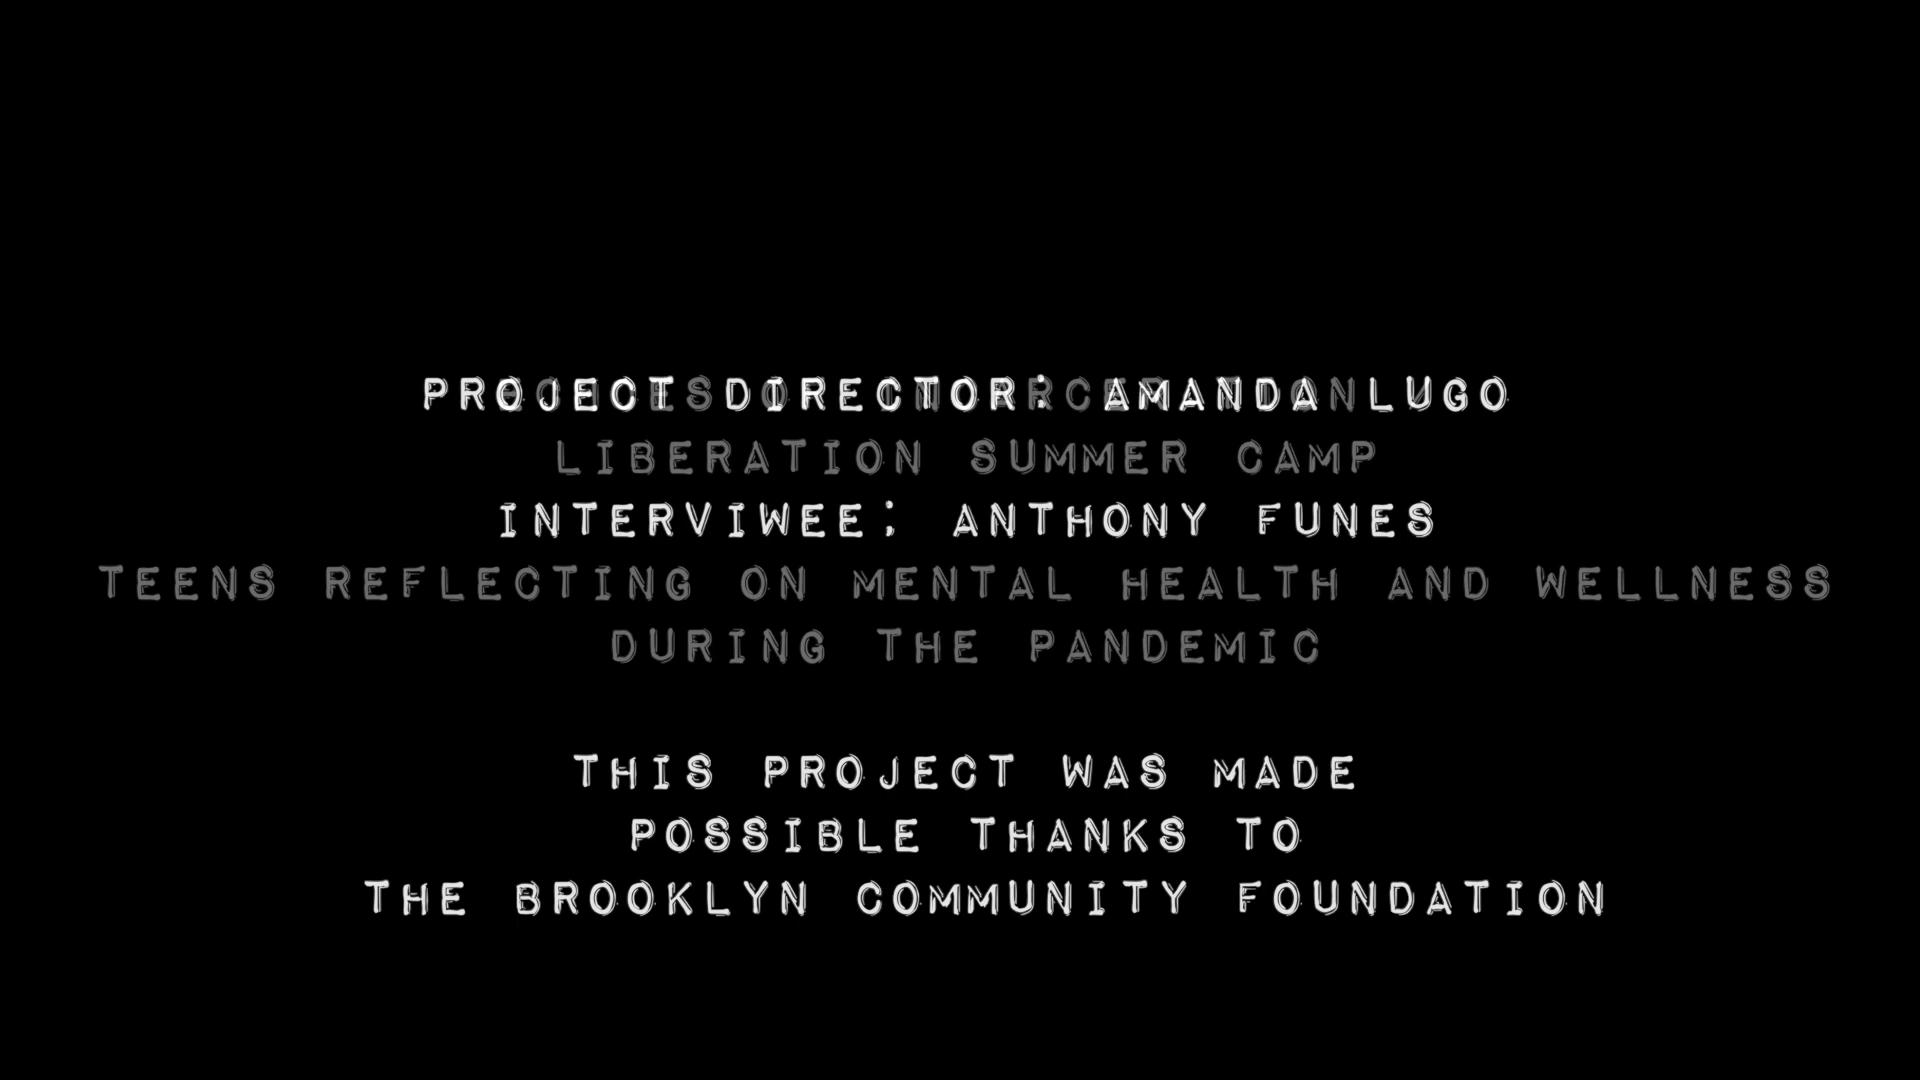 PROJECT DIRECTOR: AMANDA LUGO
LIBERATION SUMMER CAMP
INTERVIWEE: ANTHONY FUNES
TEENS REFLECTING ON MENTAL HEALTH AND WELLNESS
DURING THE PANDEMIC
THIS PROJECT WAS MADE
POSSIBLE THANKS TO
THE BROOKLYN COMMUNITY FOUNDATION